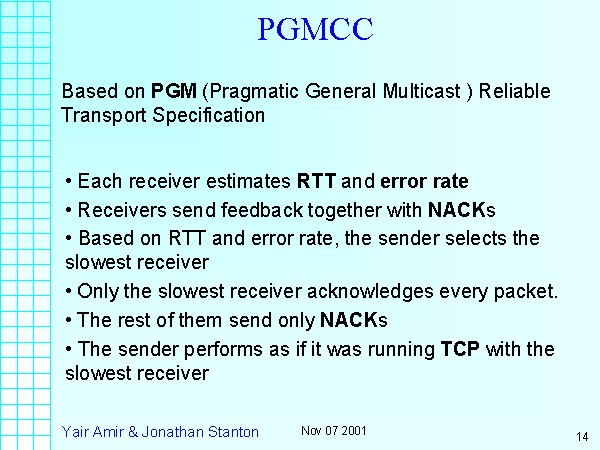 PGMCC
Based on PGM (Pragmatic General Multicast ) Reliable
Transport Specification
• Each receiver estimates RTT and error rate
• Receivers send feedback together with NACKs
• Based on RTT and error rate, the sender selects the
slowest receiver
• Only the slowest receiver acknowledges every packet.
• The rest of them send only NACKs
• The sender performs as if it was running TCP with the
slowest receiver
Yair Amir & Jonathan Stanton
Nov 07 2001
14